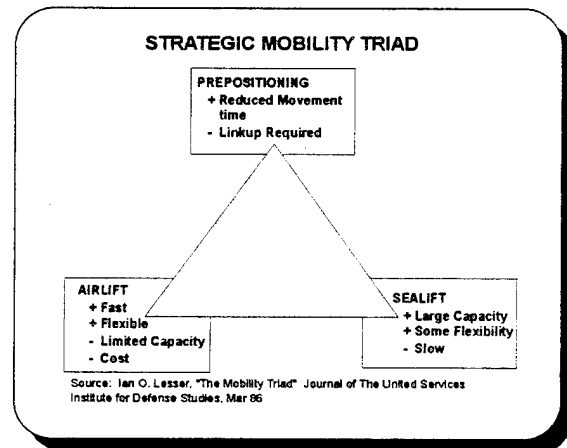 STRATEGIC MOBILITY TRIAD
PREPOSITIONING
+ Reduced Movement
time
- Linkup Required
AIRLIFT
+ Fast
+ Flexible
- Limited Capacity
- Cost
SEALIFT
+ Large Capacity
+ Some Flexibility
- Slow
Source: Ian O. Lesser, "The Mobility Triad" Journal of The United Services
Institute for Defense Studies, Mar 86